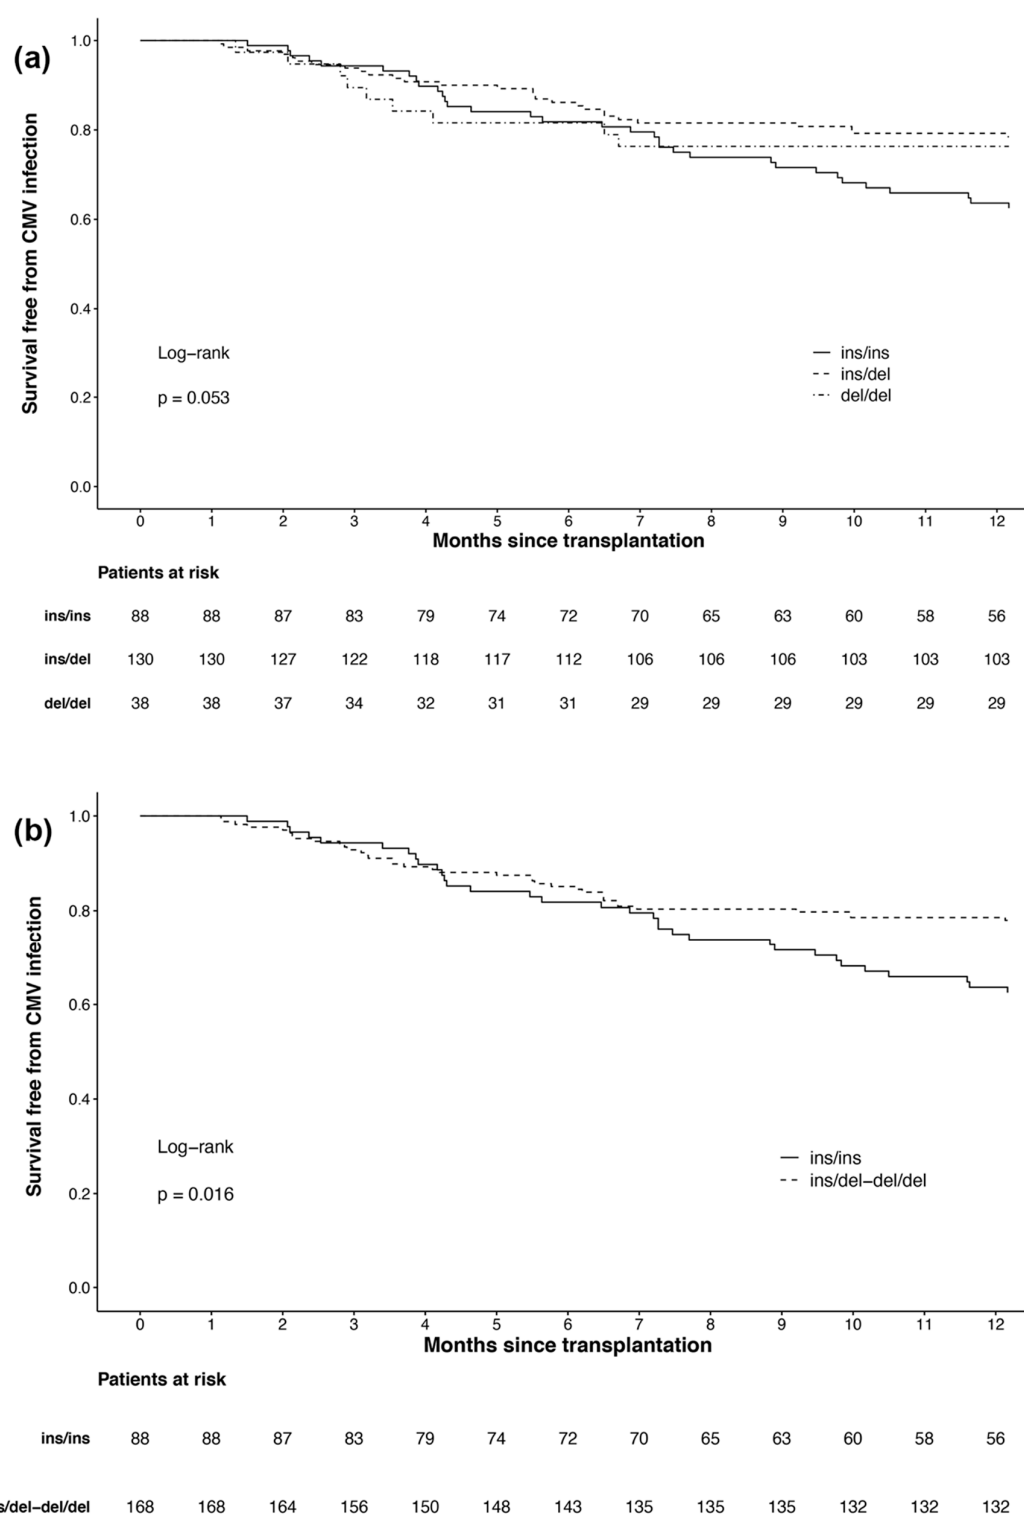 (a)
Survival free from CMV infection
1.0
0.8
0.6
0.4
0.2
0.0
Log-rank
p = 0.053
ins/ins
ins/del
del/del
0 1 2 3 4 5 6 7 8 9 10 11 12
Months since transplantation
Patients at risk
ins/ins 88 88 87 83 79 74 72 70 65 63 60 58 56
ins/del 130 130 127 122 118 117 112 106 106 106 103 103 103
del/del 38 38 37 34 32 31 31 29 29 29 29 29 29
(b)
Survival free from CMV infection
1.0
0.8
0.6
0.4
0.2
0.0
Log-rank
p = 0.016
ins/ins
ins/del-del/del
0 1 2 3 4 5 6 7 8 9 10 11 12
Months since transplantation
Patients at risk
ins/ins 88 88 87 83 79 74 72 70 65 63 60 58 56
s/del-del/del 168 168 164 156 150 148 143 135 135 135 132 132 132